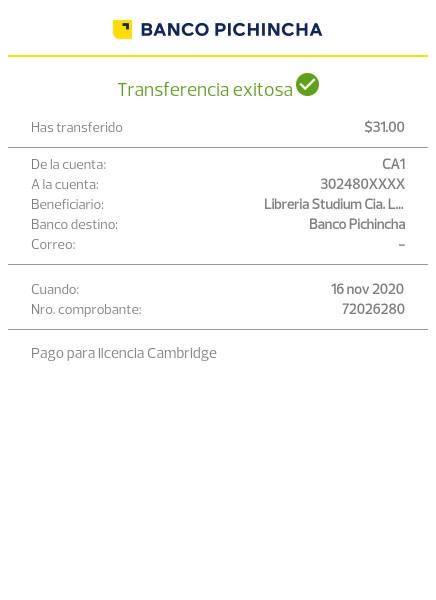 BANCO PICHINCHA
Transferencia exitosa
Has transferido $31.00
De la cuenta: CA1
A la cuenta: 302480XXXX
Beneficiario: Libreria Studium Cia. L...
Banco destino: Banco Pichincha
Correo: –
Cuando: 16 nov 2020
Nro. comprobante: 72026280
Pago para licencia Cambridge